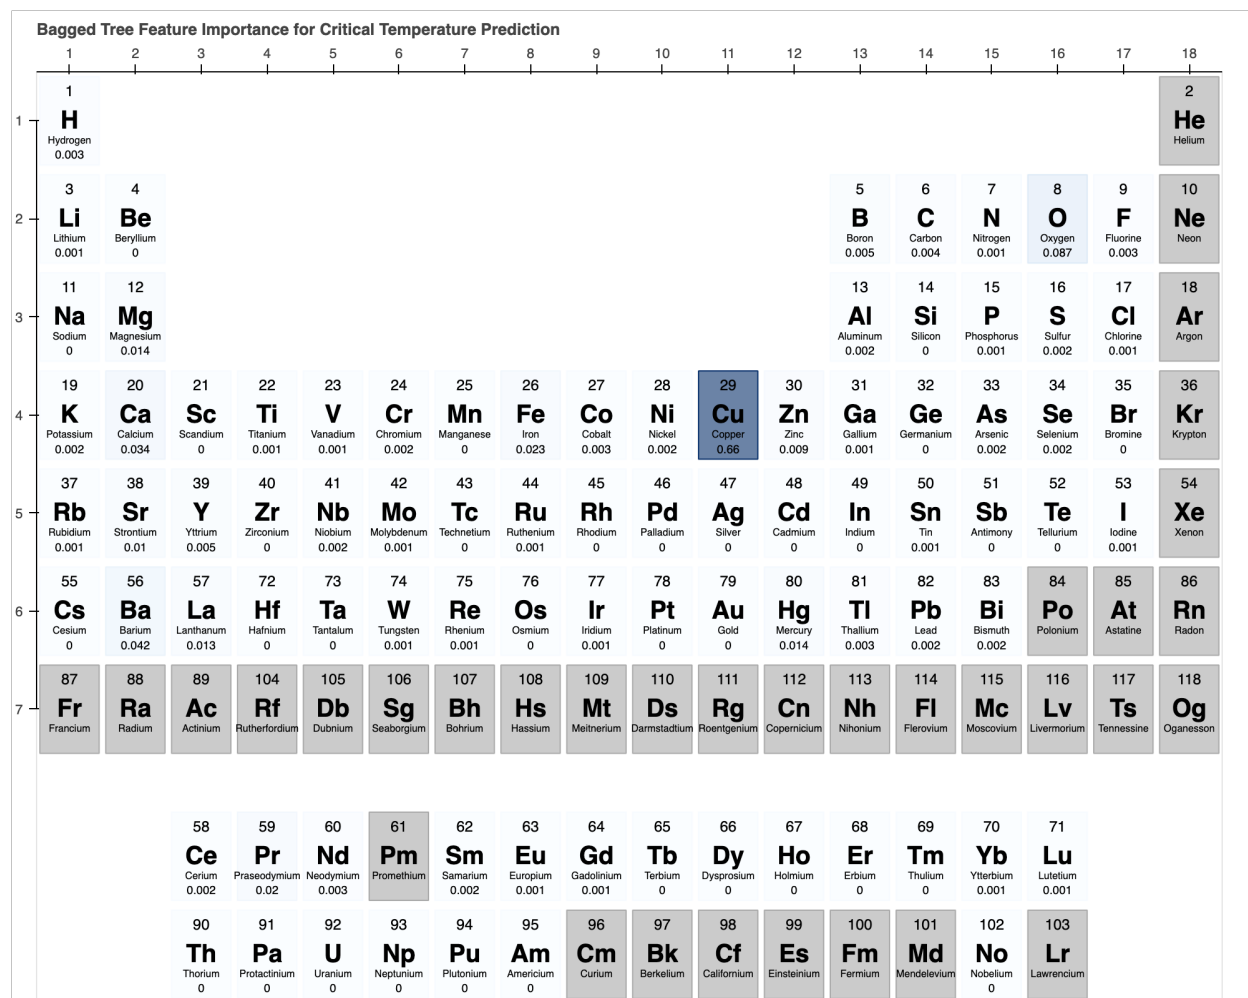 Bagged Tree Feature Importance for Critical Temperature Prediction
1 2 3 4 5 6 7 8 9 10 11 12 13 14 15 16 17 18
1 2
1 H He
Hydrogen Helium
0.003
3 4 5 6 7 8 9 10
2 Li Be B C N O F Ne
Lithium Beryllium Boron Carbon Nitrogen Oxygen Fluorine Neon
0.001 0 0.005 0.004 0.001 0.087 0.003
11 12 13 14 15 16 17 18
3 Na Mg Al Si P S Cl Ar
Sodium Magnesium Aluminum Silicon Phosphorus Sulfur Chlorine Argon
0 0.014 0.002 0 0.001 0.002 0.001
19 20 21 22 23 24 25 26 27 28 29 30 31 32 33 34 35 36
4 K Ca Sc Ti V Cr Mn Fe Co Ni Cu Zn Ga Ge As Se Br Kr
Potassium Calcium Scandium Titanium Vanadium Chromium Manganese Iron Cobalt Nickel Copper Zinc Gallium Germanium Arsenic Selenium Bromine Krypton
0.002 0.034 0 0.001 0.001 0.002 0 0.023 0.003 0.002 0.66 0.009 0.001 0 0.002 0.002 0
37 38 39 40 41 42 43 44 45 46 47 48 49 50 51 52 53 54
5 Rb Sr Y Zr Nb Mo Tc Ru Rh Pd Ag Cd In Sn Sb Te I Xe
Rubidium Strontium Yttrium Zirconium Niobium Molybdenum Technetium Ruthenium Rhodium Palladium Silver Cadmium Indium Tin Antimony Tellurium Iodine Xenon
0.001 0.01 0.005 0 0.002 0.001 0 0.001 0 0 0 0 0 0.001 0 0 0.001
55 56 57 72 73 74 75 76 77 78 79 80 81 82 83 84 85 86
6 Cs Ba La Hf Ta W Re Os Ir Pt Au Hg Tl Pb Bi Po At Rn
Cesium Barium Lanthanum Hafnium Tantalum Tungsten Rhenium Osmium Iridium Platinum Gold Mercury Thallium Lead Bismuth Polonium Astatine Radon
0 0.042 0.013 0 0 0.001 0.001 0 0.001 0 0 0.014 0.003 0.002 0.002
87 88 89 104 105 106 107 108 109 110 111 112 113 114 115 116 117 118
7 Fr Ra Ac Rf Db Sg Bh Hs Mt Ds Rg Cn Nh Fl Mc Lv Ts Og
Francium Radium Actinium Rutherfordium Dubnium Seaborgium Bohrium Hassium Meitnerium Darmstadtium Roentgenium Copernicium Nihonium Flerovium Moscovium Livermorium Tennessine Oganesson
58 59 60 61 62 63 64 65 66 67 68 69 70 71
Ce Pr Nd Pm Sm Eu Gd Tb Dy Ho Er Tm Yb Lu
Cerium Praseodymium Neodymium Promethium Samarium Europium Gadolinium Terbium Dysprosium Holmium Erbium Thulium Ytterbium Lutetium
0.002 0.02 0.003 0.002 0.001 0.001 0 0 0 0 0 0.001 0.001
90 91 92 93 94 95 96 97 98 99 100 101 102 103
Th Pa U Np Pu Am Cm Bk Cf Es Fm Md No Lr
Thorium Protactinium Uranium Neptunium Plutonium Americium Curium Berkelium Californium Einsteinium Fermium Mendelevium Nobelium Lawrencium
0 0 0 0 0 0 0